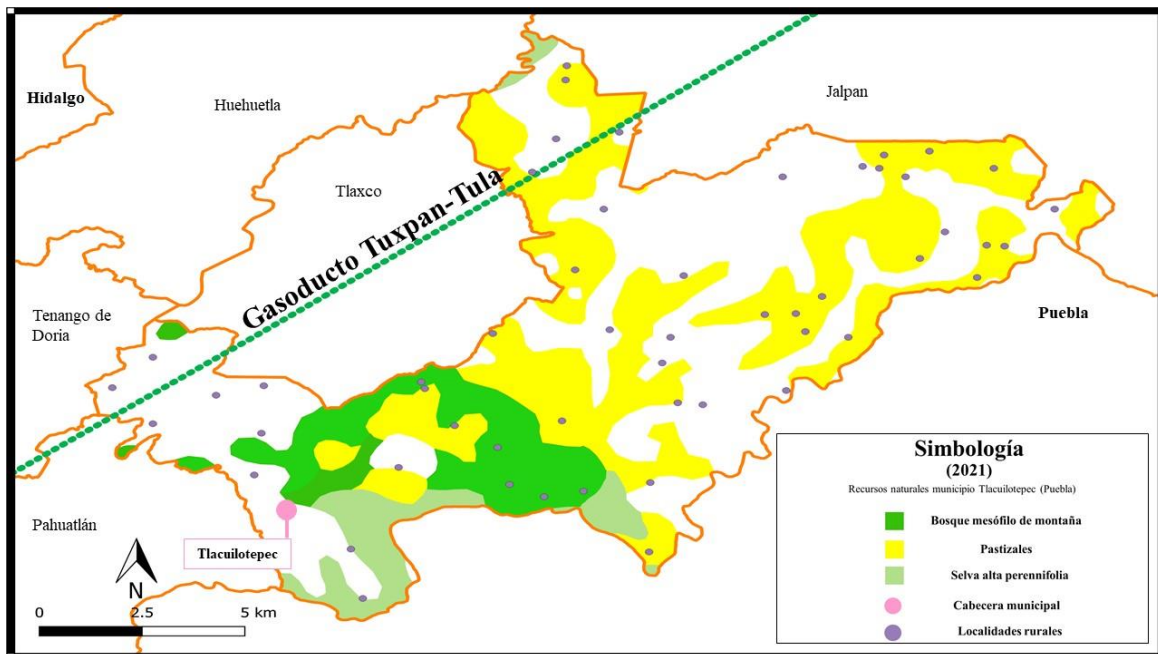 Hidalgo
Huehuetla
Jalpan
Tlaxco
Gasoducto Tuxpan-Tula
Tenango de
Doria
Puebla
Pahuatlán
Tlacuilotepec
N
0 2.5 5 km
Simbología
(2021)
Recursos naturales municipio Tlacuilotepec (Puebla)
Bosque mesófilo de montaña
Pastizales
Selva alta perennifolia
Cabecera municipal
Localidades rurales